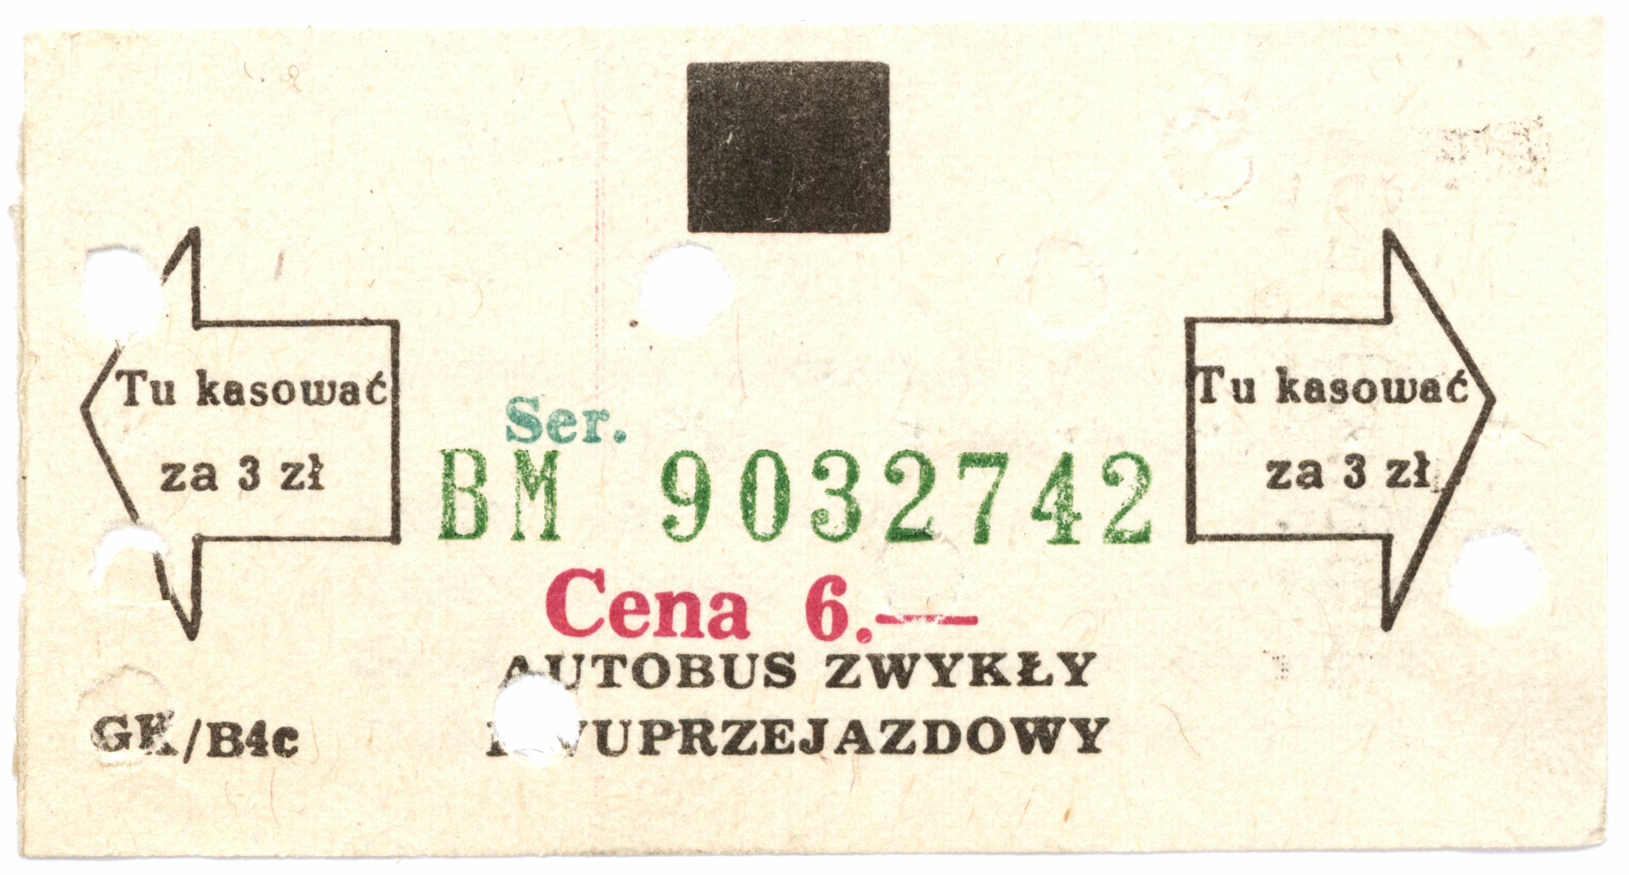 Tu kasować
za 3 zł
Tu kasować
za 3 zł
Ser.
BM 9032742
Cena 6.—
AUTOBUS ZWYKŁY
DWUPRZEJAZDOWY
GK/B4c